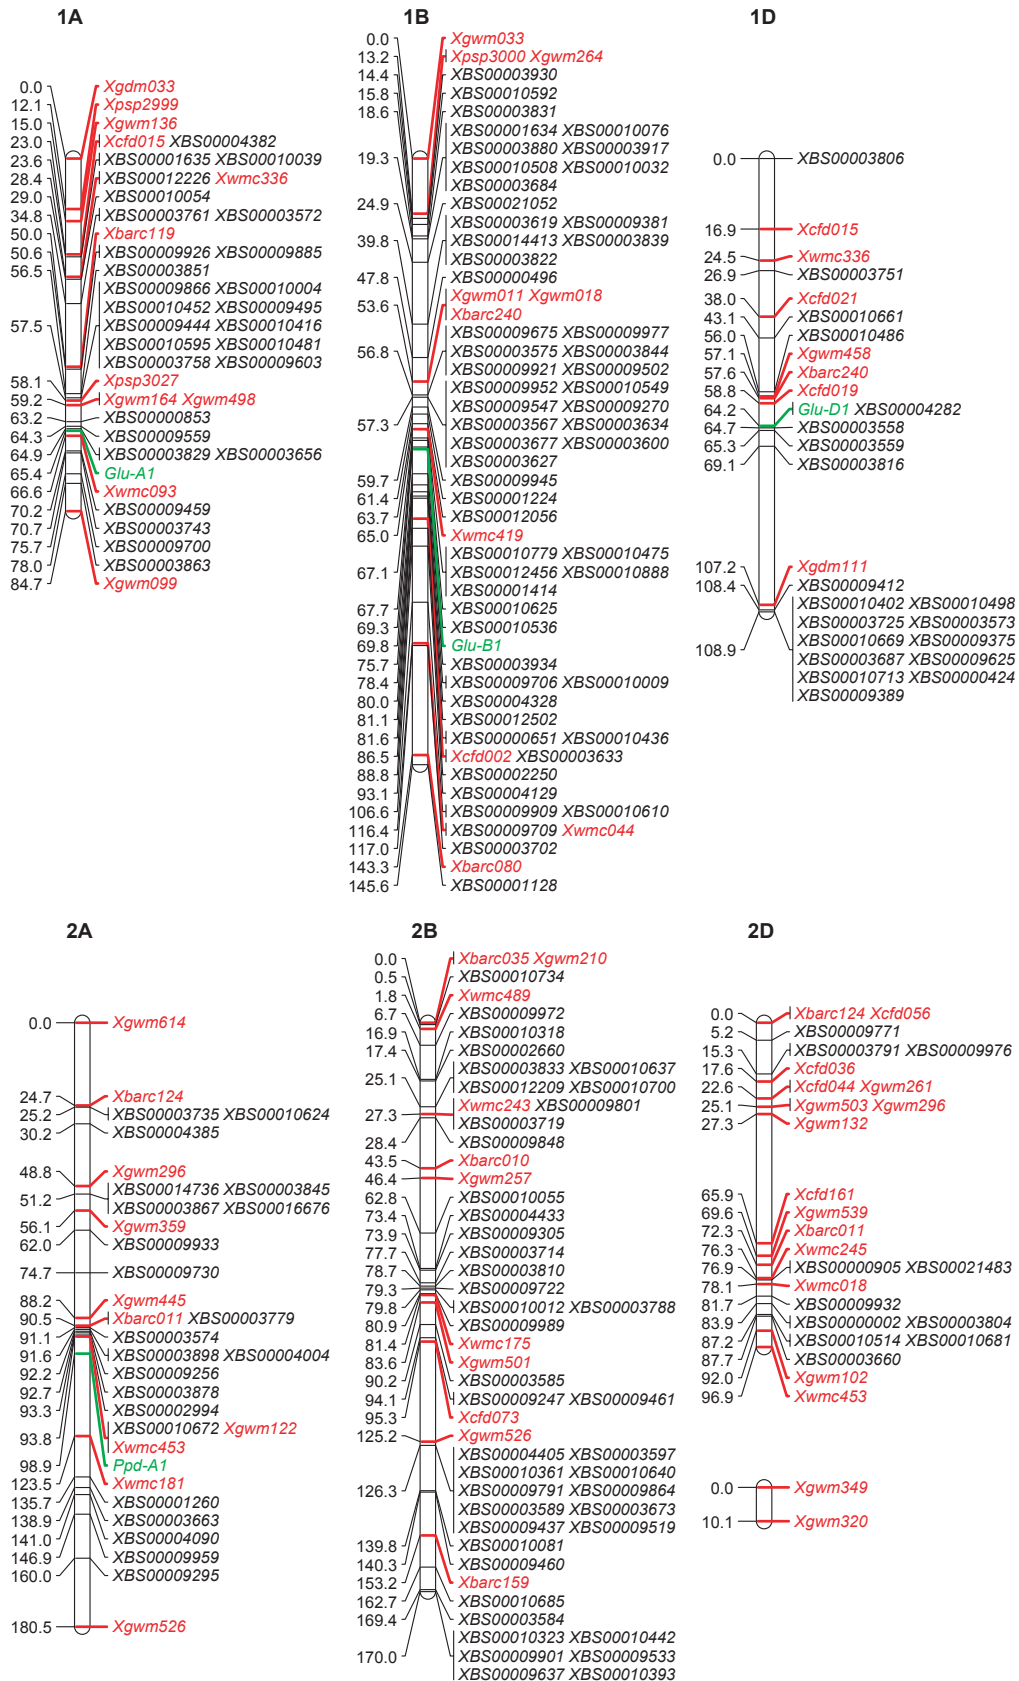 1A
0.0 Xgdm033
12.1 Xpsp2999
15.0 Xgwm136
23.0 Xcfd015 XBS00004382
23.6 XBS00001635 XBS00010039
28.4 XBS00012226 Xwmc336
29.0 XBS00010054
34.8 XBS00003761 XBS00003572
50.0 Xbarc119
50.6 XBS00009926 XBS00009885
56.5 XBS00003851
XBS00009866 XBS00010004
XBS00010452 XBS00009495
57.5 XBS00009444 XBS00010416
XBS00010595 XBS00010481
XBS00003758 XBS00009603
58.1 Xpsp3027
59.2 Xgwm164 Xgwm498
63.2 XBS00000853
64.3 XBS00009559
64.9 XBS00003829 XBS00003656
65.4 Glu-A1
66.6 Xwmc093
70.2 XBS00009459
70.7 XBS00003743
75.7 XBS00009700
78.0 XBS00003863
84.7 Xgwm099
1B
0.0 Xgwm033
13.2 Xpsp3000 Xgwm264
14.4 XBS00003930
15.8 XBS00010592
18.6 XBS00003831
XBS00001634 XBS00010076
XBS00003880 XBS00003917
19.3 XBS00010508 XBS00010032
XBS00003684
24.9 XBS00021052
XBS00003619 XBS00009381
39.8 XBS00014413 XBS00003839
XBS00003822
47.8 XBS00000496
Xgwm011 Xgwm018
53.6 Xbarc240
XBS00009675 XBS00009977
56.8 XBS00003575 XBS00003844
XBS00009921 XBS00009502
XBS00009952 XBS00010549
XBS00009547 XBS00009270
57.3 XBS00003567 XBS00003634
XBS00003677 XBS00003600
XBS00003627
59.7 XBS00009945
61.4 XBS00001224
63.7 XBS00012056
65.0 Xwmc419
XBS00010779 XBS00010475
67.1 XBS00012456 XBS00010888
XBS00001414
67.7 XBS00010625
69.3 XBS00010536
69.8 Glu-B1
75.7 XBS00003934
78.4 XBS00009706 XBS00010009
80.0 XBS00004328
81.1 XBS00012502
81.6 XBS00000651 XBS00010436
86.5 Xcfd002 XBS00003633
88.8 XBS00002250
93.1 XBS00004129
106.6 XBS00009909 XBS00010610
116.4 XBS00009709 Xwmc044
117.0 XBS00003702
143.3 Xbarc080
145.6 XBS00001128
1D
0.0 XBS00003806
16.9 Xcfd015
24.5 Xwmc336
26.9 XBS00003751
38.0 Xcfd021
43.1 XBS00010661
56.0 XBS00010486
57.1 Xgwm458
57.6 Xbarc240
58.8 Xcfd019
64.2 Glu-D1 XBS00004282
64.7 XBS00003558
65.3 XBS00003559
69.1 XBS00003816
107.2 Xgdm111
108.4 XBS00009412
XBS00010402 XBS00010498
XBS00003725 XBS00003573
XBS00010669 XBS00009375
108.9 XBS00003687 XBS00009625
XBS00010713 XBS00000424
XBS00009389
2A
0.0 Xgwm614
24.7 Xbarc124
25.2 XBS00003735 XBS00010624
30.2 XBS00004385
48.8 Xgwm296
XBS00014736 XBS00003845
51.2 XBS00003867 XBS00016676
56.1 Xgwm359
62.0 XBS00009933
74.7 XBS00009730
88.2 Xgwm445
90.5 Xbarc011 XBS00003779
91.1 XBS00003574
91.6 XBS00003898 XBS00004004
92.2 XBS00009256
92.7 XBS00003878
93.3 XBS00002994
XBS00010672 Xgwm122
93.8 Xwmc453
98.9 Ppd-A1
123.5 Xwmc181
135.7 XBS00001260
138.9 XBS00003663
141.0 XBS00004090
146.9 XBS00009959
160.0 XBS00009295
180.5 Xgwm526
2B
0.0 Xbarc035 Xgwm210
0.5 XBS00010734
1.8 Xwmc489
6.7 XBS00009972
16.9 XBS00010318
17.4 XBS00002660
XBS00003833 XBS00010637
25.1 XBS00012209 XBS00010700
Xwmc243 XBS00009801
27.3 XBS00003719
28.4 XBS00009848
43.5 Xbarc010
46.4 Xgwm257
62.8 XBS00010055
73.4 XBS00004433
73.9 XBS00009305
77.7 XBS00003714
78.7 XBS00003810
79.3 XBS00009722
79.8 XBS00010012 XBS00003788
80.9 XBS00009989
81.4 Xwmc175
83.6 Xgwm501
90.2 XBS00003585
94.1 XBS00009247 XBS00009461
95.3 Xcfd073
125.2 Xgwm526
XBS00004405 XBS00003597
XBS00010361 XBS00010640
126.3 XBS00009791 XBS00009864
XBS00003589 XBS00003673
XBS00009437 XBS00009519
139.8 XBS00010081
140.3 XBS00009460
153.2 Xbarc159
162.7 XBS00010685
169.4 XBS00003584
XBS00010323 XBS00010442
170.0 XBS00009901 XBS00009533
XBS00009637 XBS00010393
2D
0.0 Xbarc124 Xcfd056
5.2 XBS00009771
15.3 XBS00003791 XBS00009976
17.6 Xcfd036
22.6 Xcfd044 Xgwm261
25.1 Xgwm503 Xgwm296
27.3 Xgwm132
65.9 Xcfd161
69.6 Xgwm539
72.3 Xbarc011
76.3 Xwmc245
76.9 XBS00000905 XBS00021483
78.1 Xwmc018
81.7 XBS00009932
83.9 XBS00000002 XBS00003804
87.2 XBS00010514 XBS00010681
87.7 XBS00003660
92.0 Xgwm102
96.9 Xwmc453
0.0 Xgwm349
10.1 Xgwm320